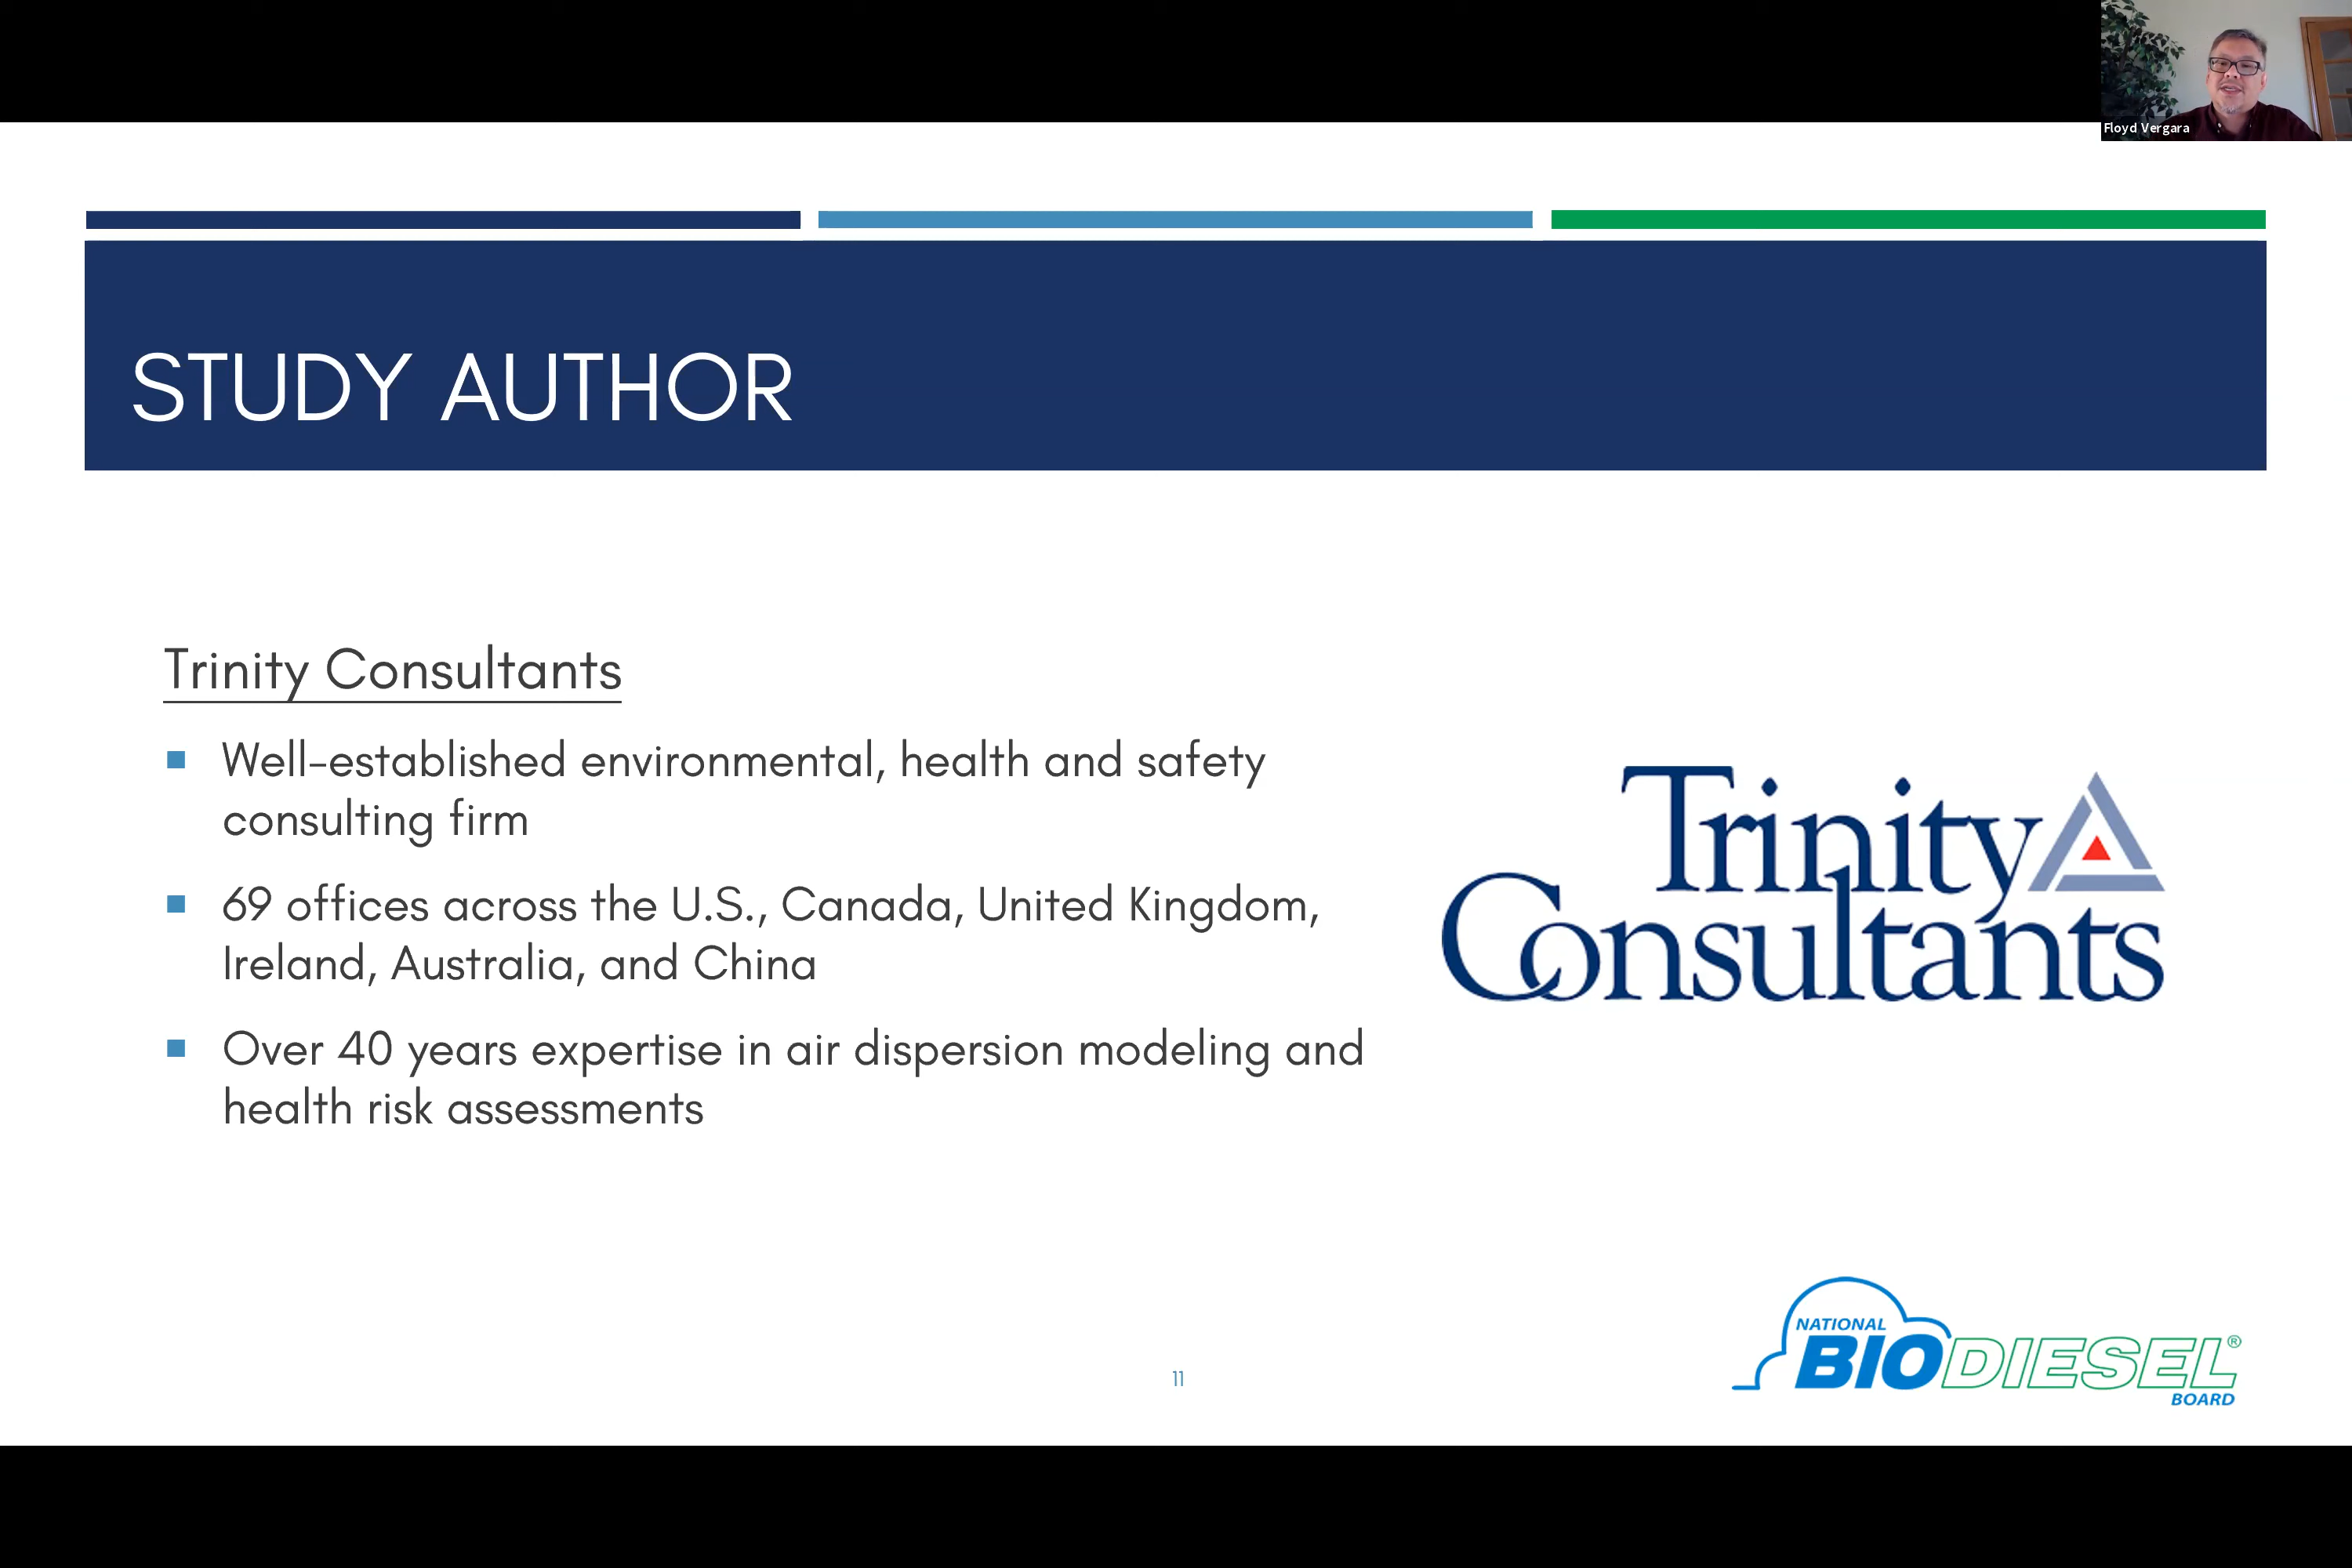 Floyd Vergara
STUDY AUTHOR
Trinity Consultants
Well-established environmental, health and safety
consulting firm
69 offices across the U.S., Canada, United Kingdom,
Ireland, Australia, and China
Over 40 years expertise in air dispersion modeling and
health risk assessments
Trinity
Consultants
NATIONAL
BIODIESEL®
BOARD
11